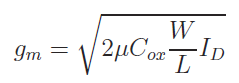 $g_m = \sqrt{2\mu C_{ox} \frac{W}{L} I_D}$